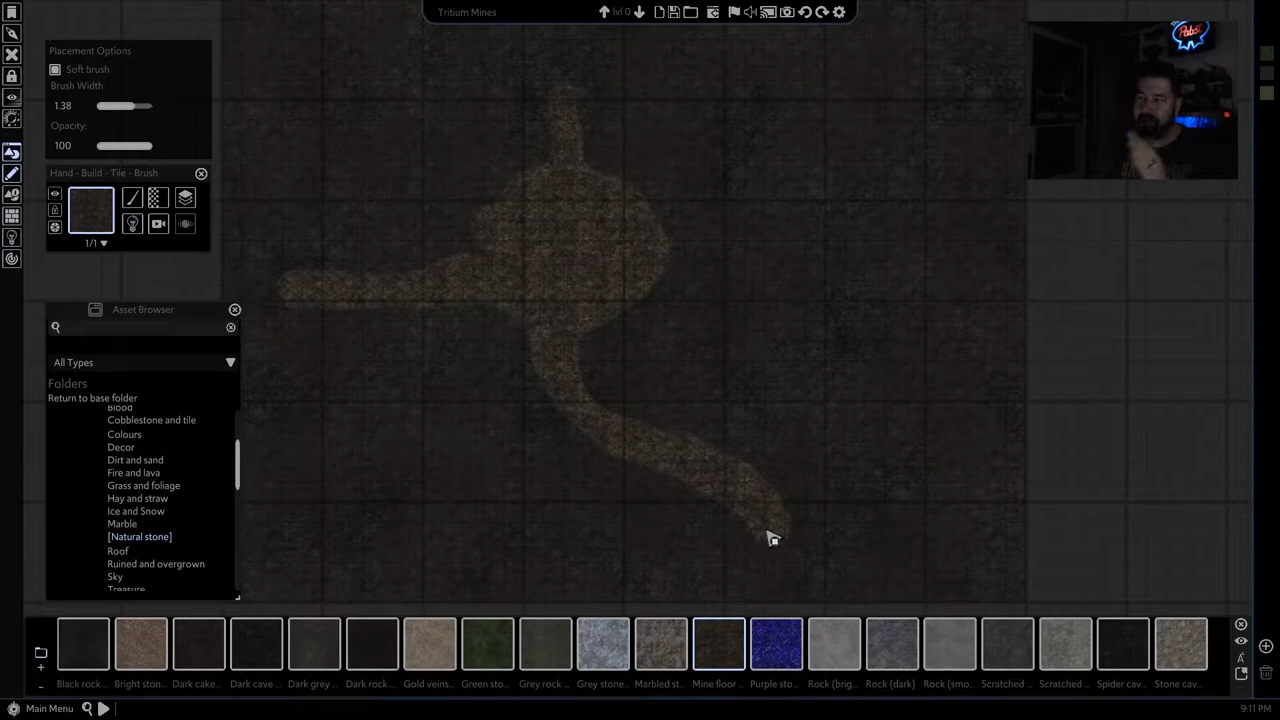 Tritium Mines
lvl 0
Pabst
Placement Options
Soft brush
Brush Width
1.38
Opacity:
100
Hand - Build - Tile - Brush
1/1
Asset Browser
All Types
Folders
Return to base folder
Blood
Cobblestone and tile
Colours
Decor
Dirt and sand
Fire and lava
Grass and foliage
Hay and straw
Ice and Snow
Marble
[Natural stone]
Roof
Ruined and overgrown
Sky
Treasure
Black rock ...
Bright ston...
Dark cake...
Dark cave ...
Dark grey ...
Dark rock ...
Gold veins...
Green sto...
Grey rock ...
Grey stone...
Marbled st...
Mine floor ...
Purple sto...
Rock (brig...
Rock (dark)
Rock (smo...
Scratched ...
Scratched ...
Spider cav...
Stone cav...
Main Menu
9:11 PM